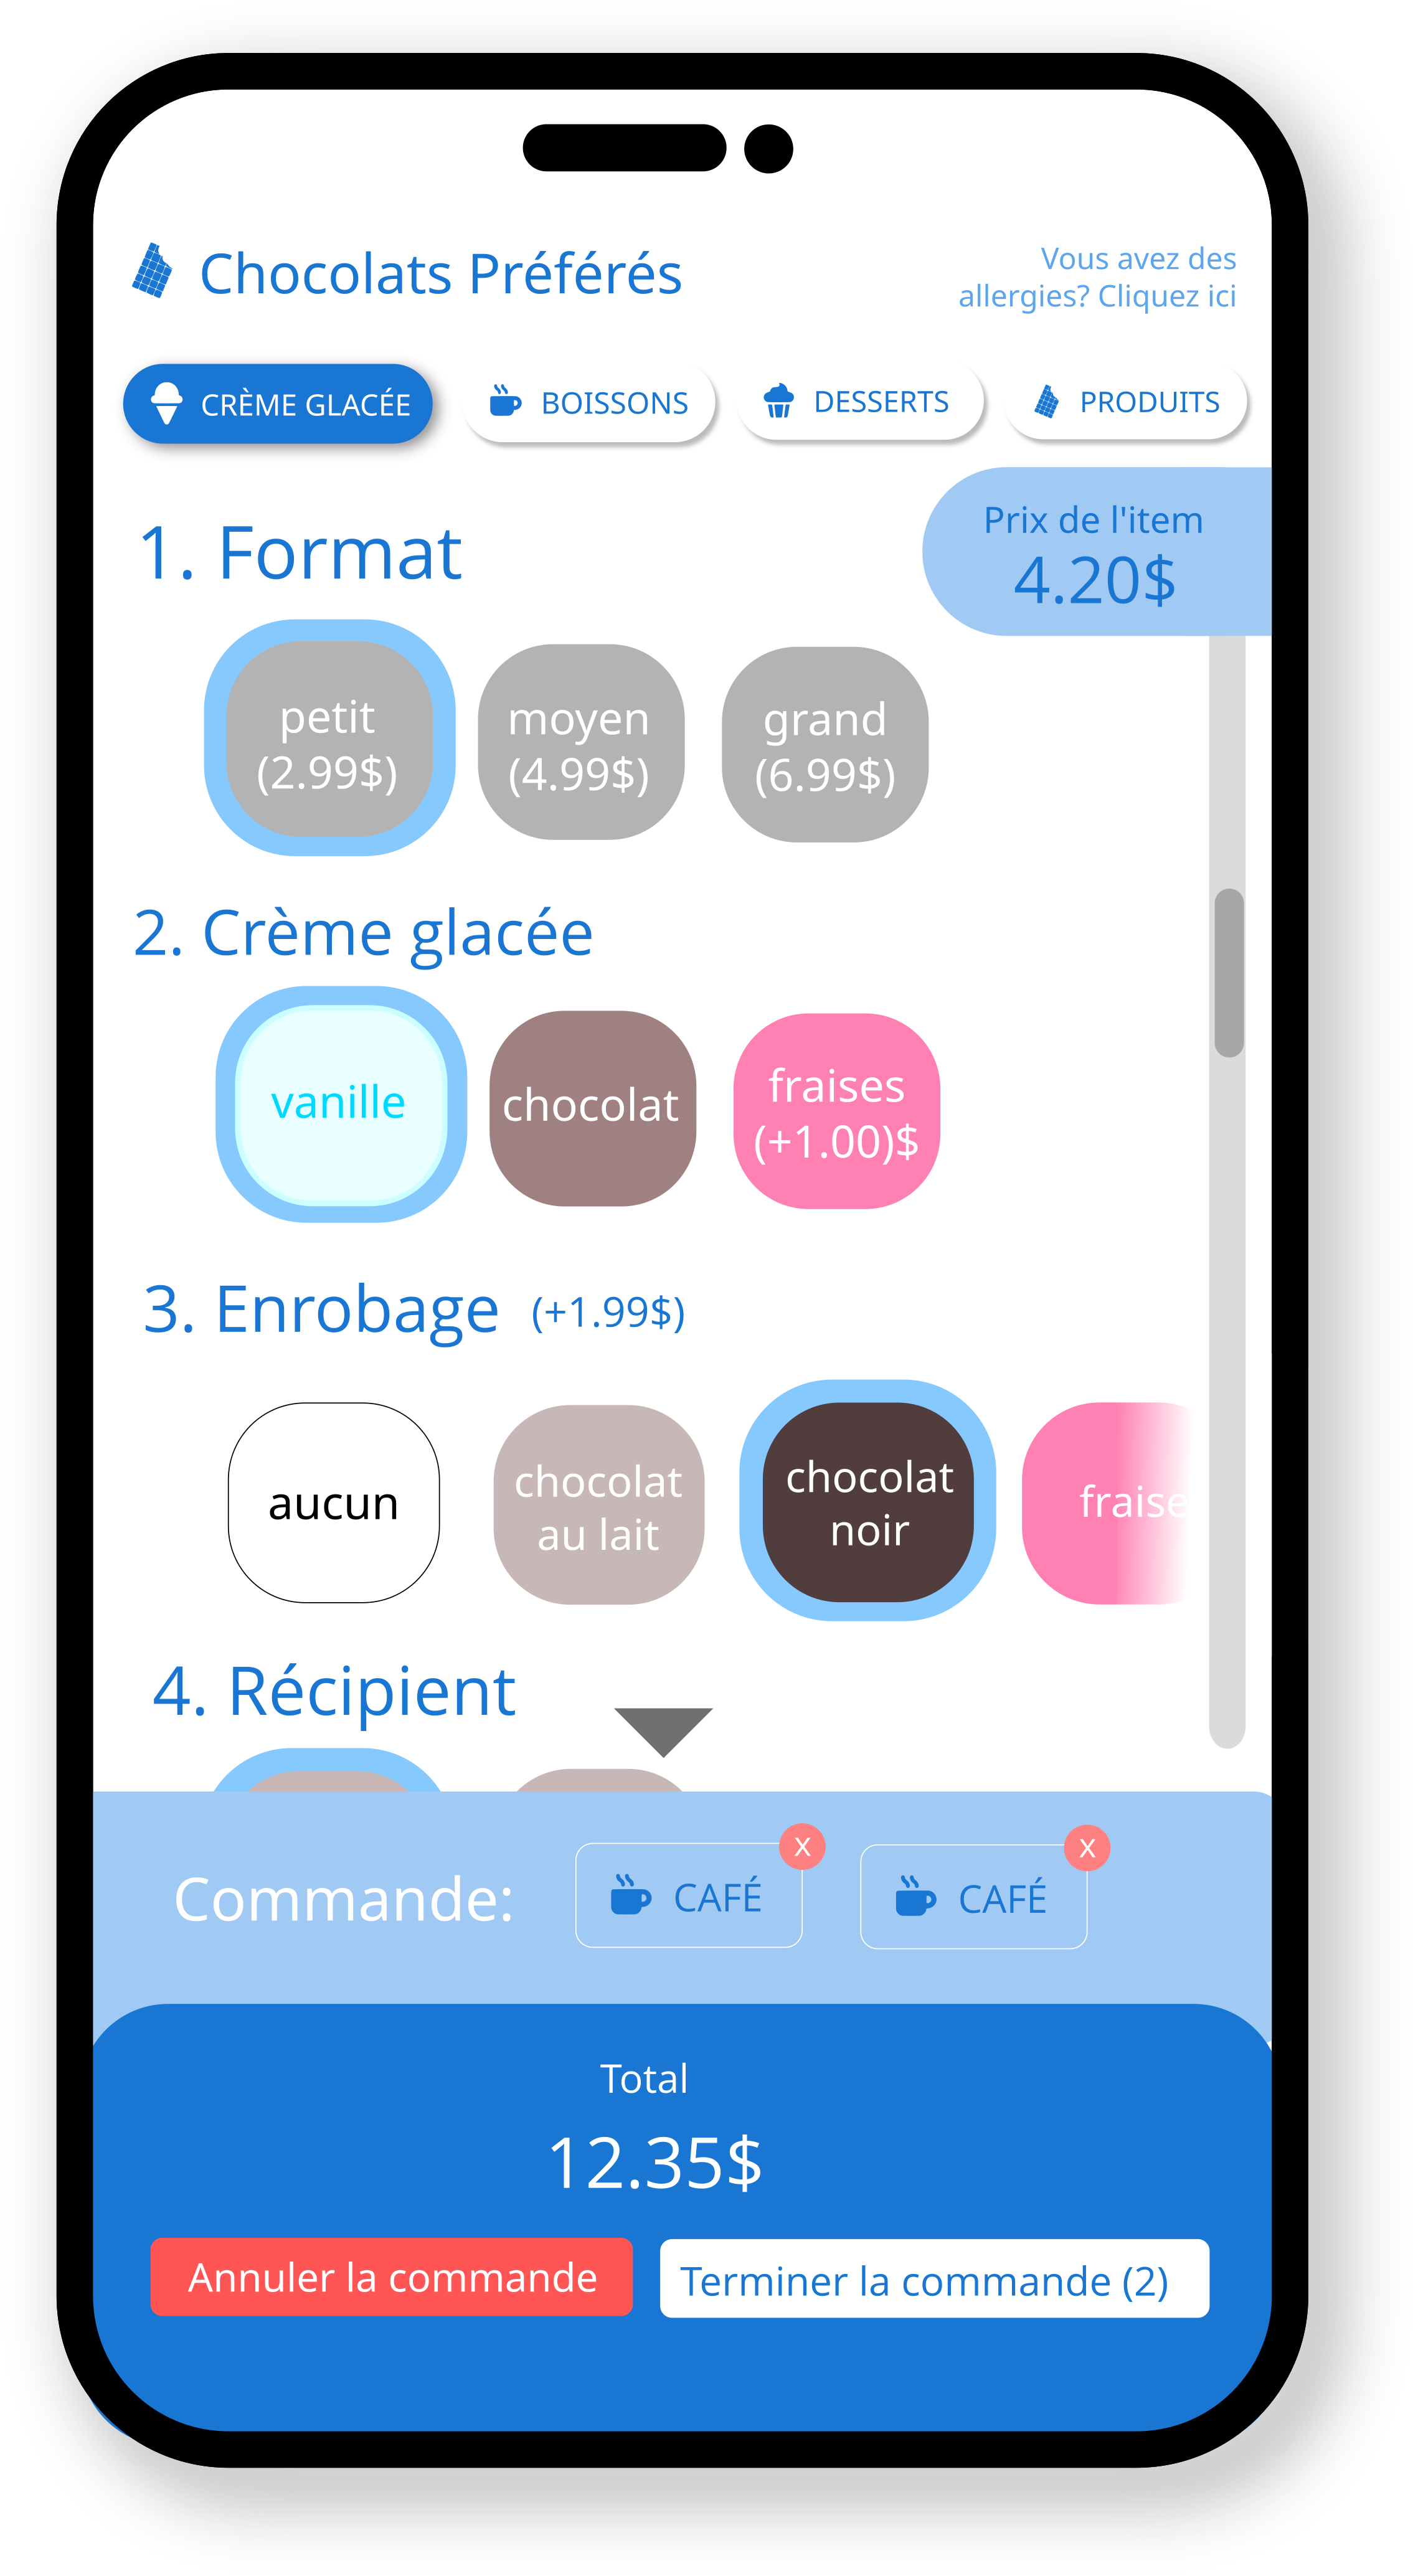 Chocolats Préférés
Vous avez des
allergies? Cliquez ici
CRÈME GLACÉE
BOISSONS
DESSERTS
PRODUITS
Prix de l'item
4.20$
1. Format
petit
(2.99$)
moyen
(4.99$)
grand
(6.99$)
2. Crème glacée
vanille
chocolat
fraises
(+1.00)$
3. Enrobage (+1.99$)
aucun
chocolat
au lait
chocolat
noir
fraise
4. Récipient
Commande:
CAFÉ
X
CAFÉ
X
Total
12.35$
Annuler la commande
Terminer la commande (2)